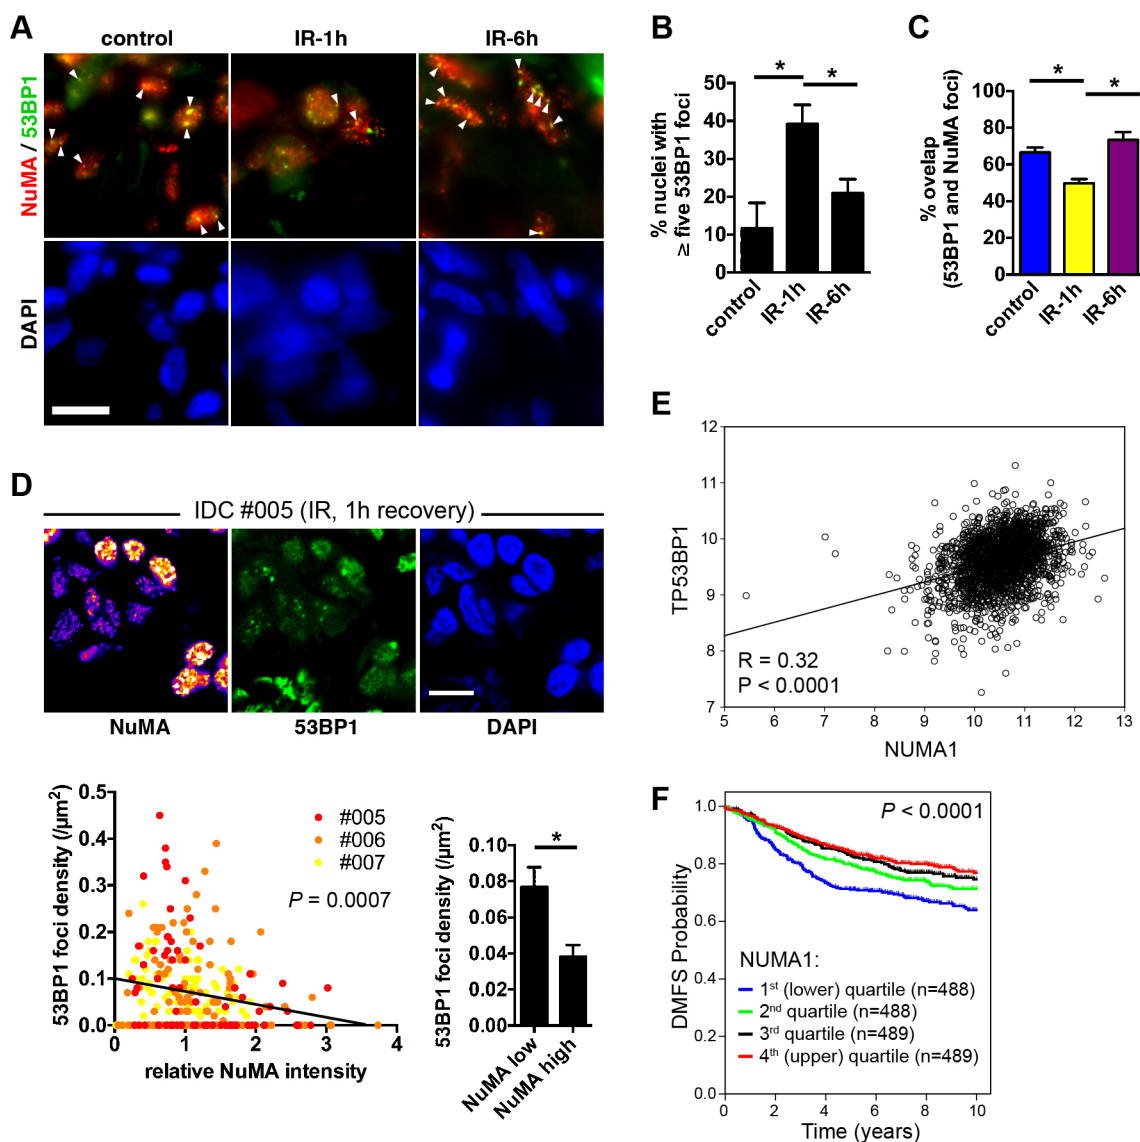 A
control
IR-1h
IR-6h
NuMA / 53BP1
DAPI
B
% nuclei with
≥ five 53BP1 foci
50
40
30
20
10
0
*
*
control
IR-1h
IR-6h
C
% overlap
(53BP1 and NuMA foci)
100
80
60
40
20
0
*
*
control
IR-1h
IR-6h
D
IDC #005 (IR, 1h recovery)
NuMA
53BP1
DAPI
53BP1 foci density (/µm²)
0.5
0.4
0.3
0.2
0.1
0.0
0
1
2
3
4
relative NuMA intensity
#005
#006
#007
P = 0.0007
53BP1 foci density (/µm²)
0.10
0.08
0.06
0.04
0.02
0.00
*
NuMA low
NuMA high
E
TP53BP1
12
11
10
9
8
7
R = 0.32
P < 0.0001
5
6
7
8
9
10
11
12
13
NUMA1
F
DMFS Probability
1.0
0.8
0.6
0.4
0.2
0.0
P < 0.0001
NUMA1:
1st (lower) quartile (n=488)
2nd quartile (n=488)
3rd quartile (n=489)
4th (upper) quartile (n=489)
0
2
4
6
8
10
Time (years)